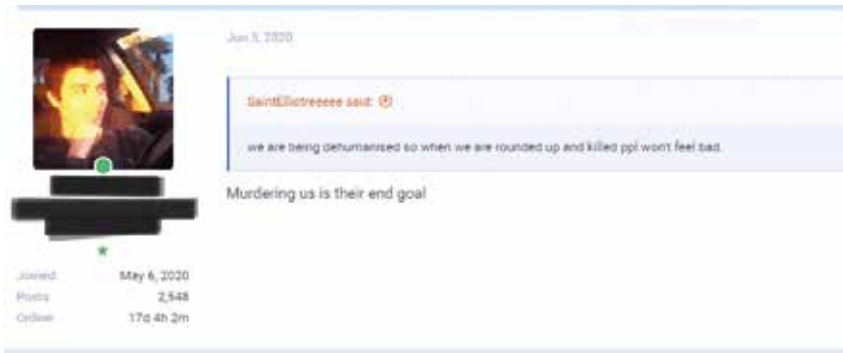 Jun 5, 2020
SaintElliotreeeee said:
we are being dehumanised so when we are rounded up and killed ppl won't feel bad.
Murdering us is their end goal
Joined May 6, 2020
Posts 2,548
Online 17d 4h 2m